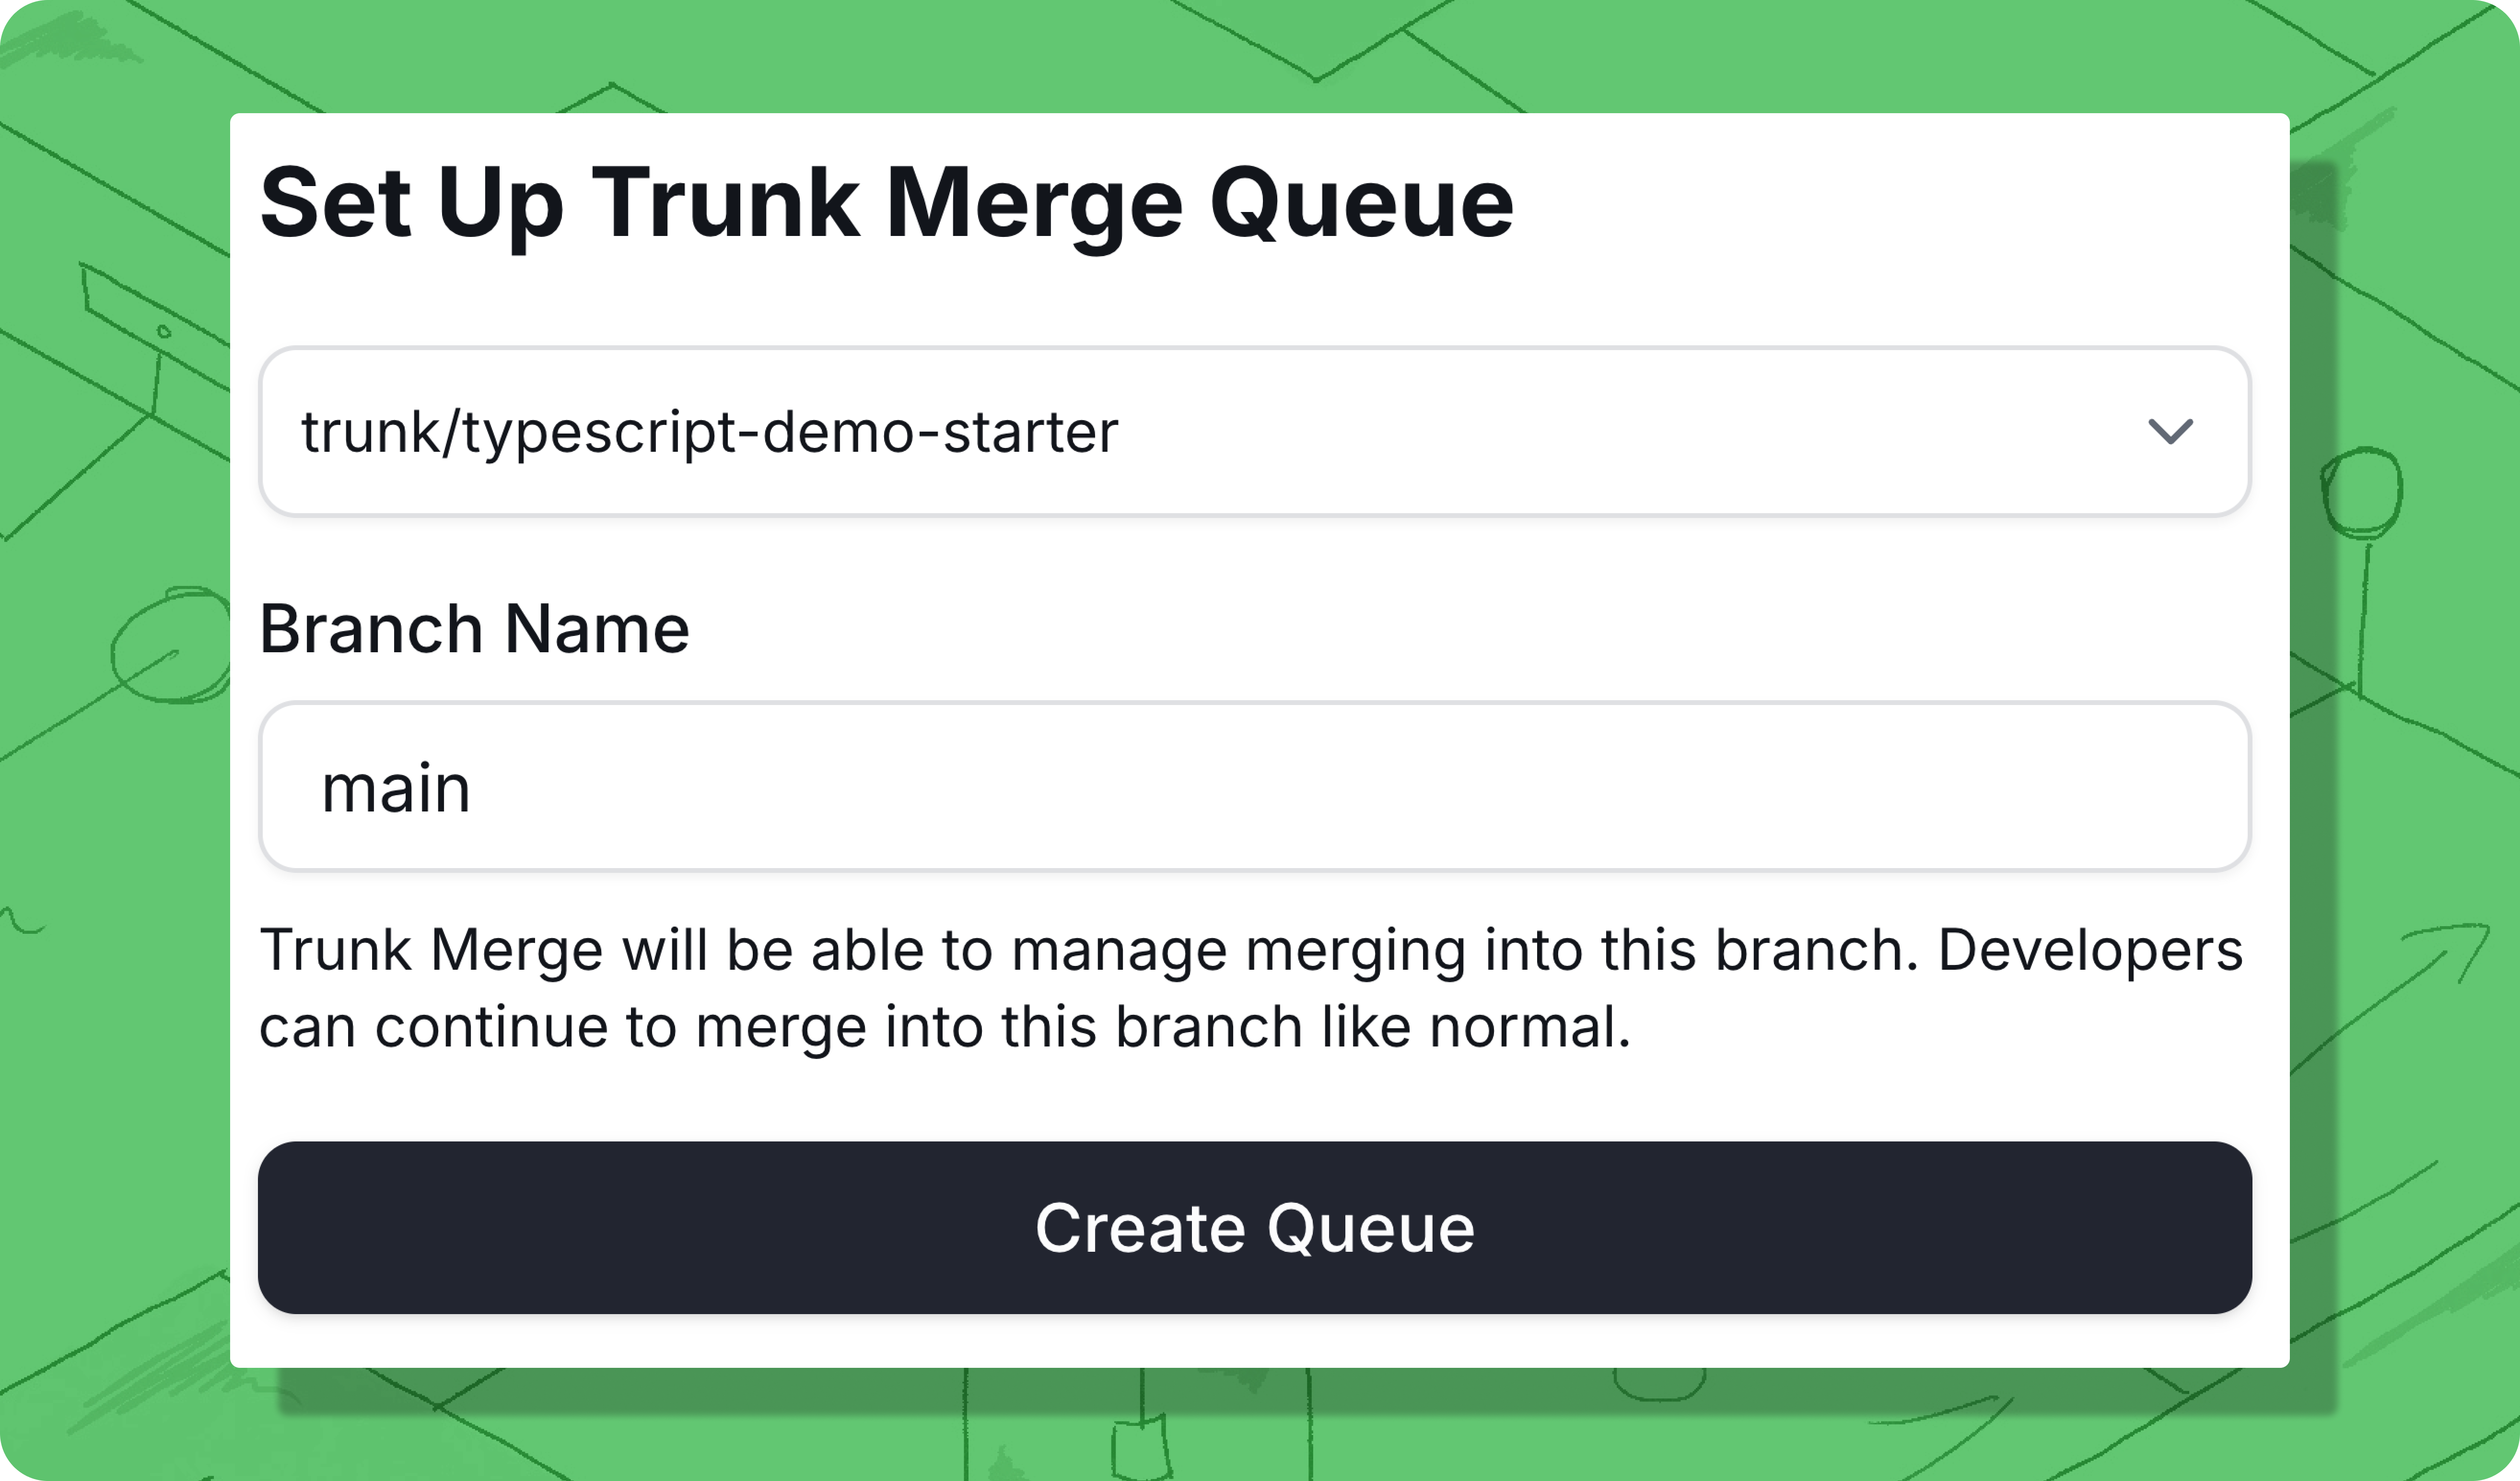 Set Up Trunk Merge Queue
trunk/typescript-demo-starter
Branch Name
main
Trunk Merge will be able to manage merging into this branch. Developers
can continue to merge into this branch like normal.
Create Queue